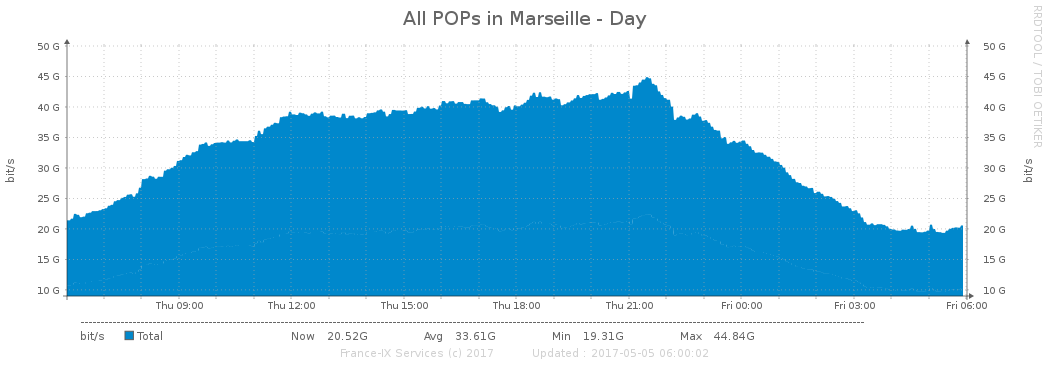 All POPs in Marseille - Day
RRDTOOL / TOBI OETIKER
50 G 50 G
45 G 45 G
40 G 40 G
35 G 35 G
30 G 30 G
25 G 25 G
20 G 20 G
15 G 15 G
10 G 10 G
bit/s bit/s
Thu 09:00 Thu 12:00 Thu 15:00 Thu 18:00 Thu 21:00 Fri 00:00 Fri 03:00 Fri 06:00
bit/s Total Now 20.52G Avg 33.61G Min 19.31G Max 44.84G
France-IX Services (c) 2017 Updated : 2017-05-05 06:00:02